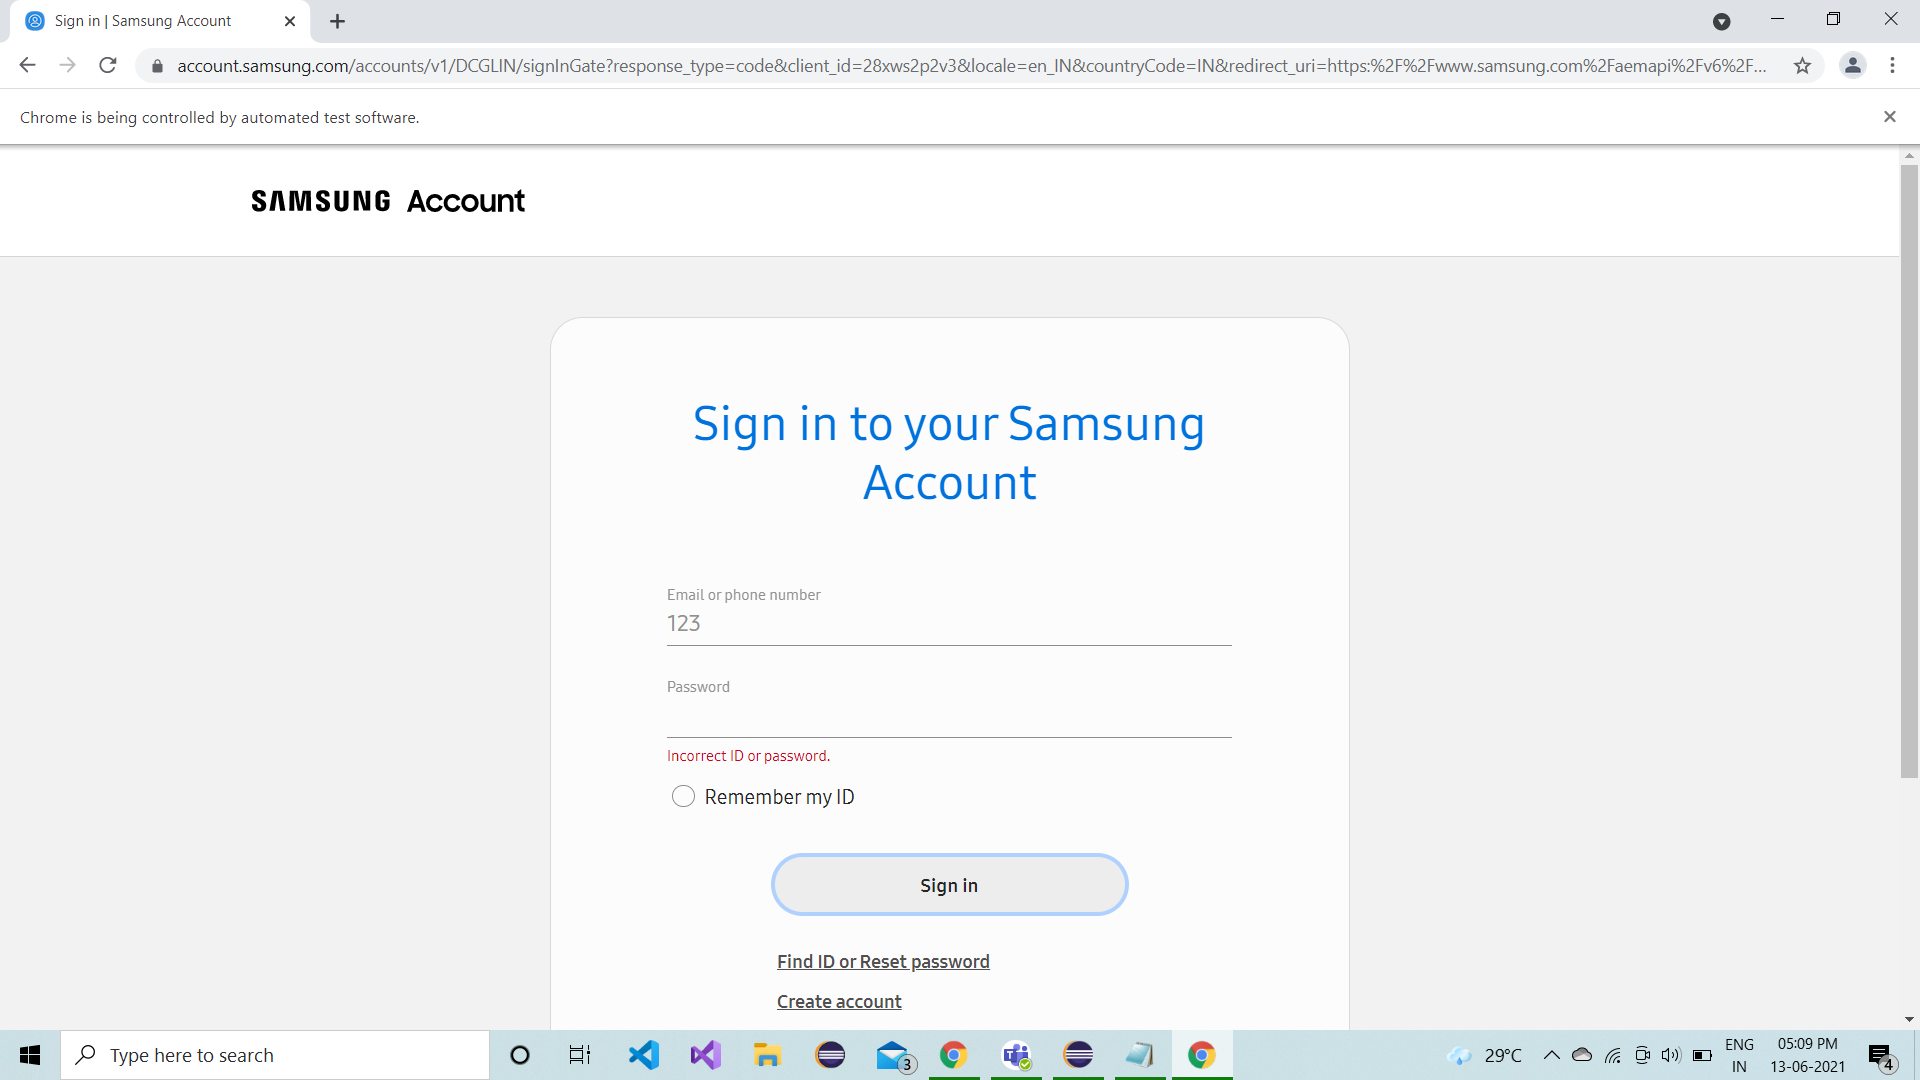 Sign in | Samsung Account
account.samsung.com/accounts/v1/DCGLIN/signInGate?response_type=code&client_id=28xws2p2v3&locale=en_IN&countryCode=IN&redirect_uri=https:%2F%2Fwww.samsung.com%2Faemapi%2Fv6%2F...
Chrome is being controlled by automated test software.
SAMSUNG Account
Sign in to your Samsung
Account
Email or phone number
123
Password
Incorrect ID or password.
Remember my ID
Sign in
Find ID or Reset password
Create account
Type here to search
3
29°C
ENG
IN
05:09 PM
13-06-2021
4